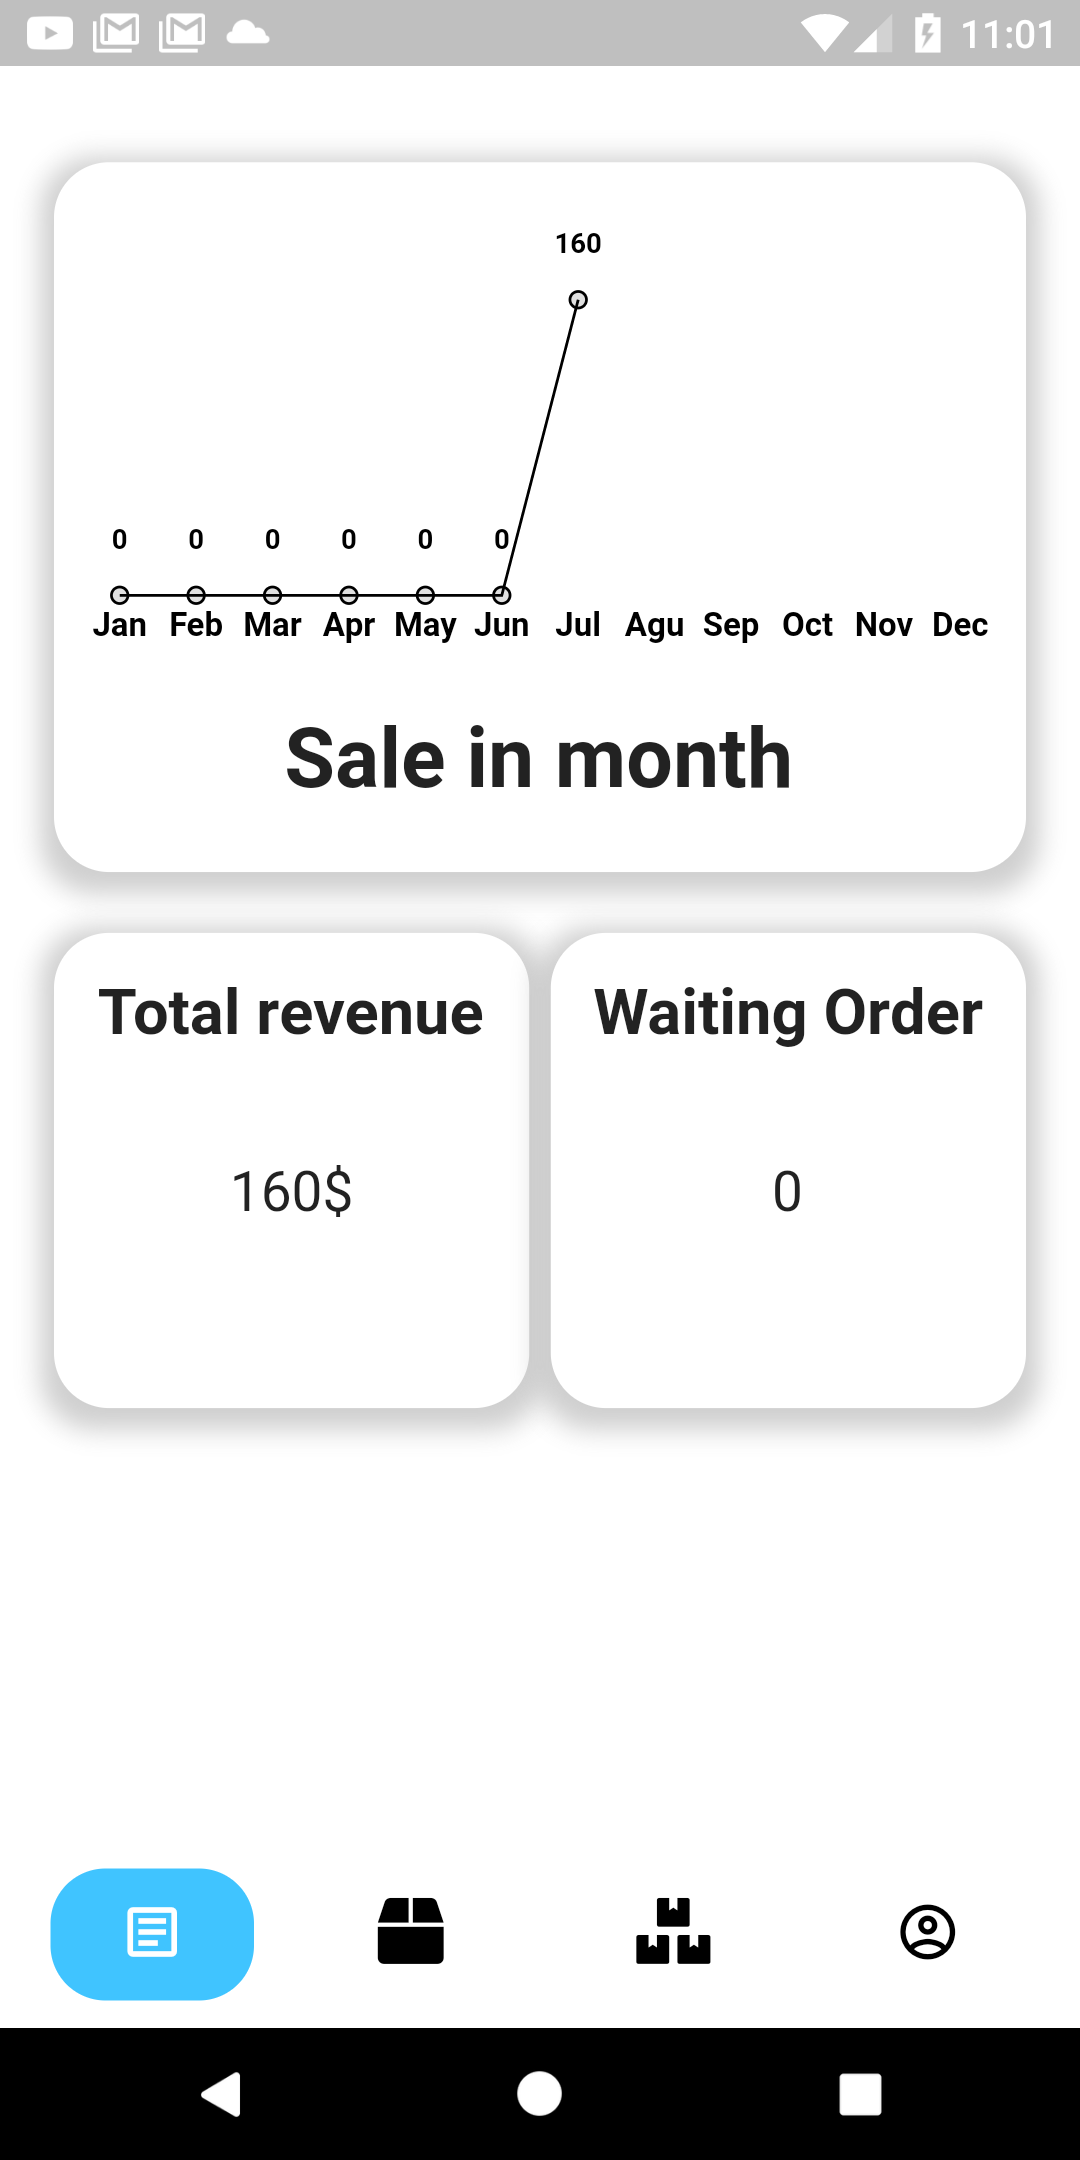 11:01
160
0 0 0 0 0 0
Jan Feb Mar Apr May Jun Jul Agu Sep Oct Nov Dec
Sale in month
Total revenue
160$
Waiting Order
0